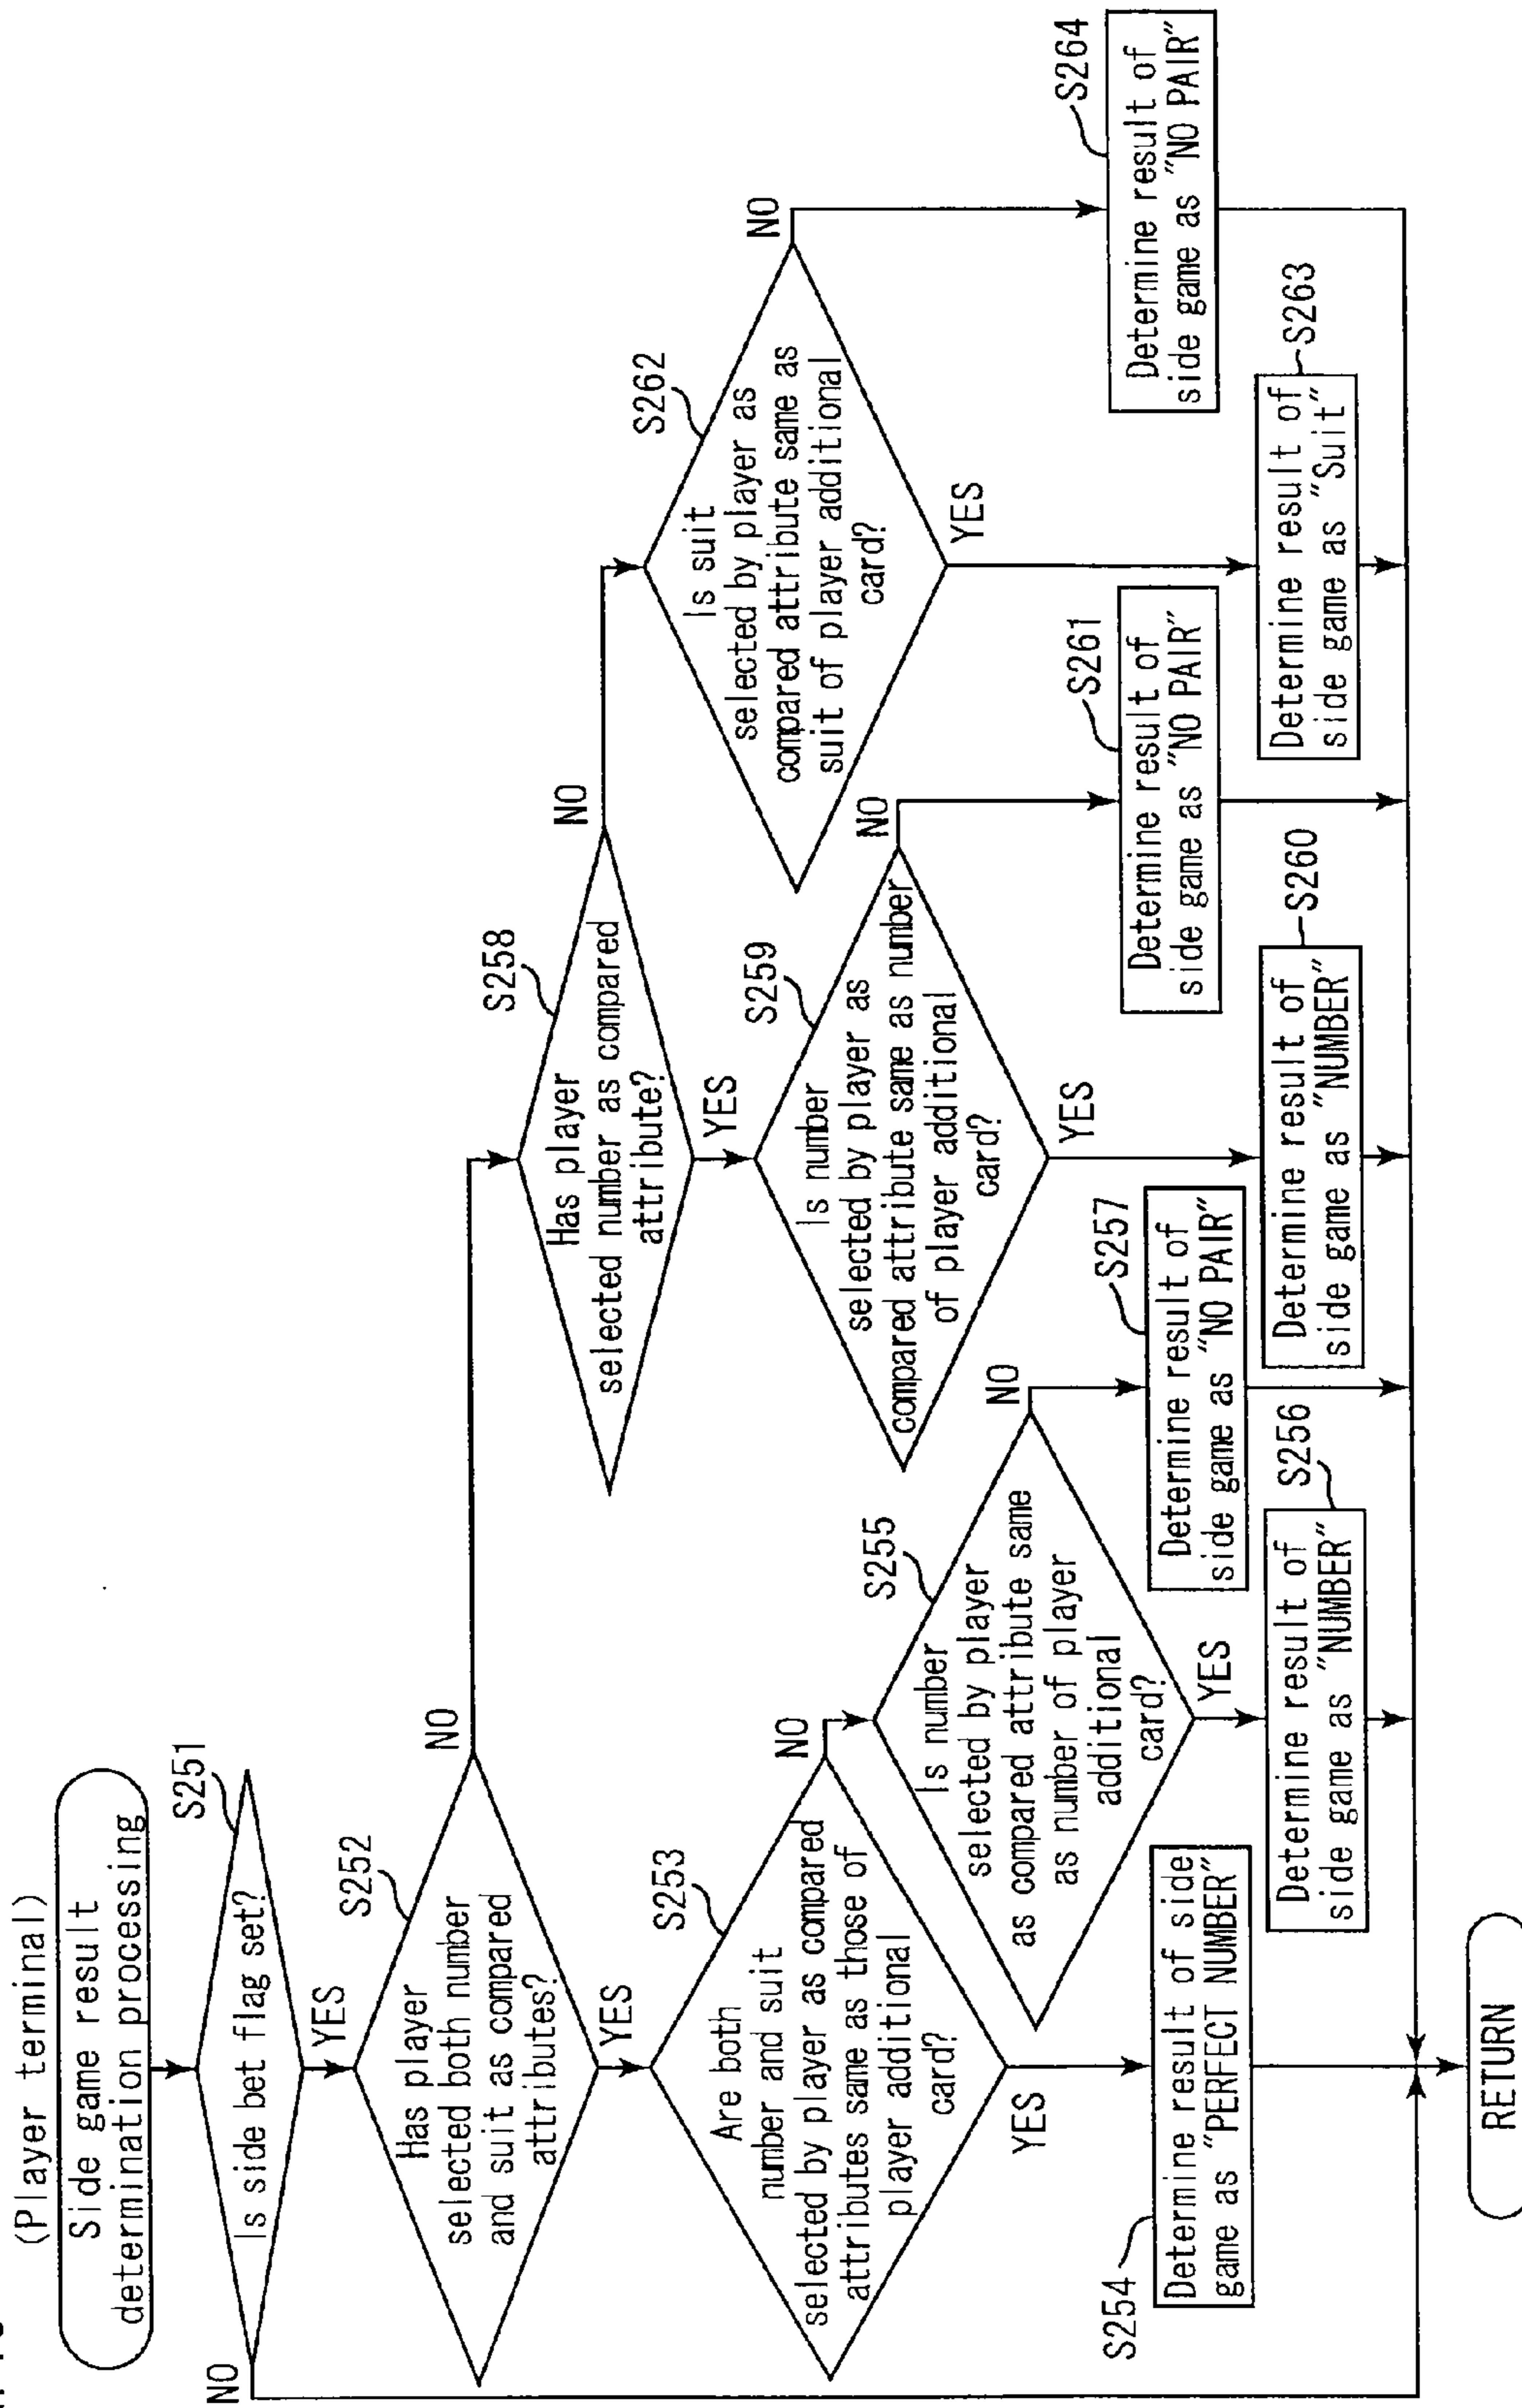 (Player terminal)
Side game result
determination processing
S251
Is side bet flag set?
NO
YES
S252
Has player
selected both number
and suit as compared
attributes?
NO
YES
S253
Are both
number and suit
selected by player as compared
attributes same as those of
player additional
card?
NO
YES
S254
Determine result of side
game as "PERFECT NUMBER"
S255
Is number
selected by player
as compared attribute same
as number of player
additional
card?
NO
YES
S256
Determine result of
side game as "NUMBER"
S257
Determine result of
side game as "NO PAIR"
S258
Has player
selected number as compared
attribute?
NO
YES
S259
Is number
selected by player as
compared attribute same as number
of player additional
card?
NO
YES
S260
Determine result of
side game as "NUMBER"
S261
Determine result of
side game as "NO PAIR"
S262
Is suit
selected by player as
compared attribute same as
suit of player additional
card?
NO
YES
S263
Determine result of
side game as "Suit"
S264
Determine result of
side game as "NO PAIR"
RETURN